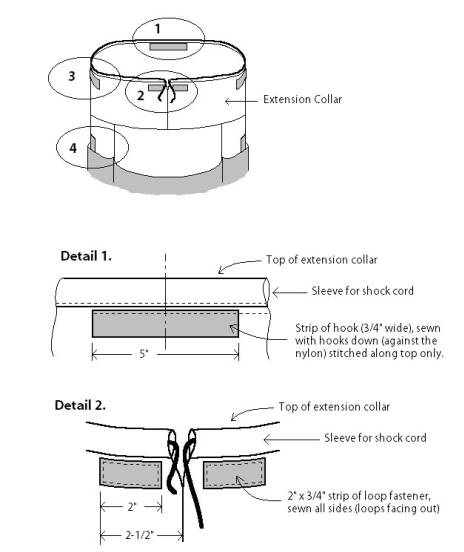 1
3
2
Extension Collar
4
Detail 1.
Top of extension collar
Sleeve for shock cord
Strip of hook (3/4" wide), sewn
with hooks down (against the
nylon) stitched along top only.
5"
Detail 2.
Top of extension collar
Sleeve for shock cord
2" x 3/4" strip of loop fastener,
sewn all sides (loops facing out)
2"
2-1/2"